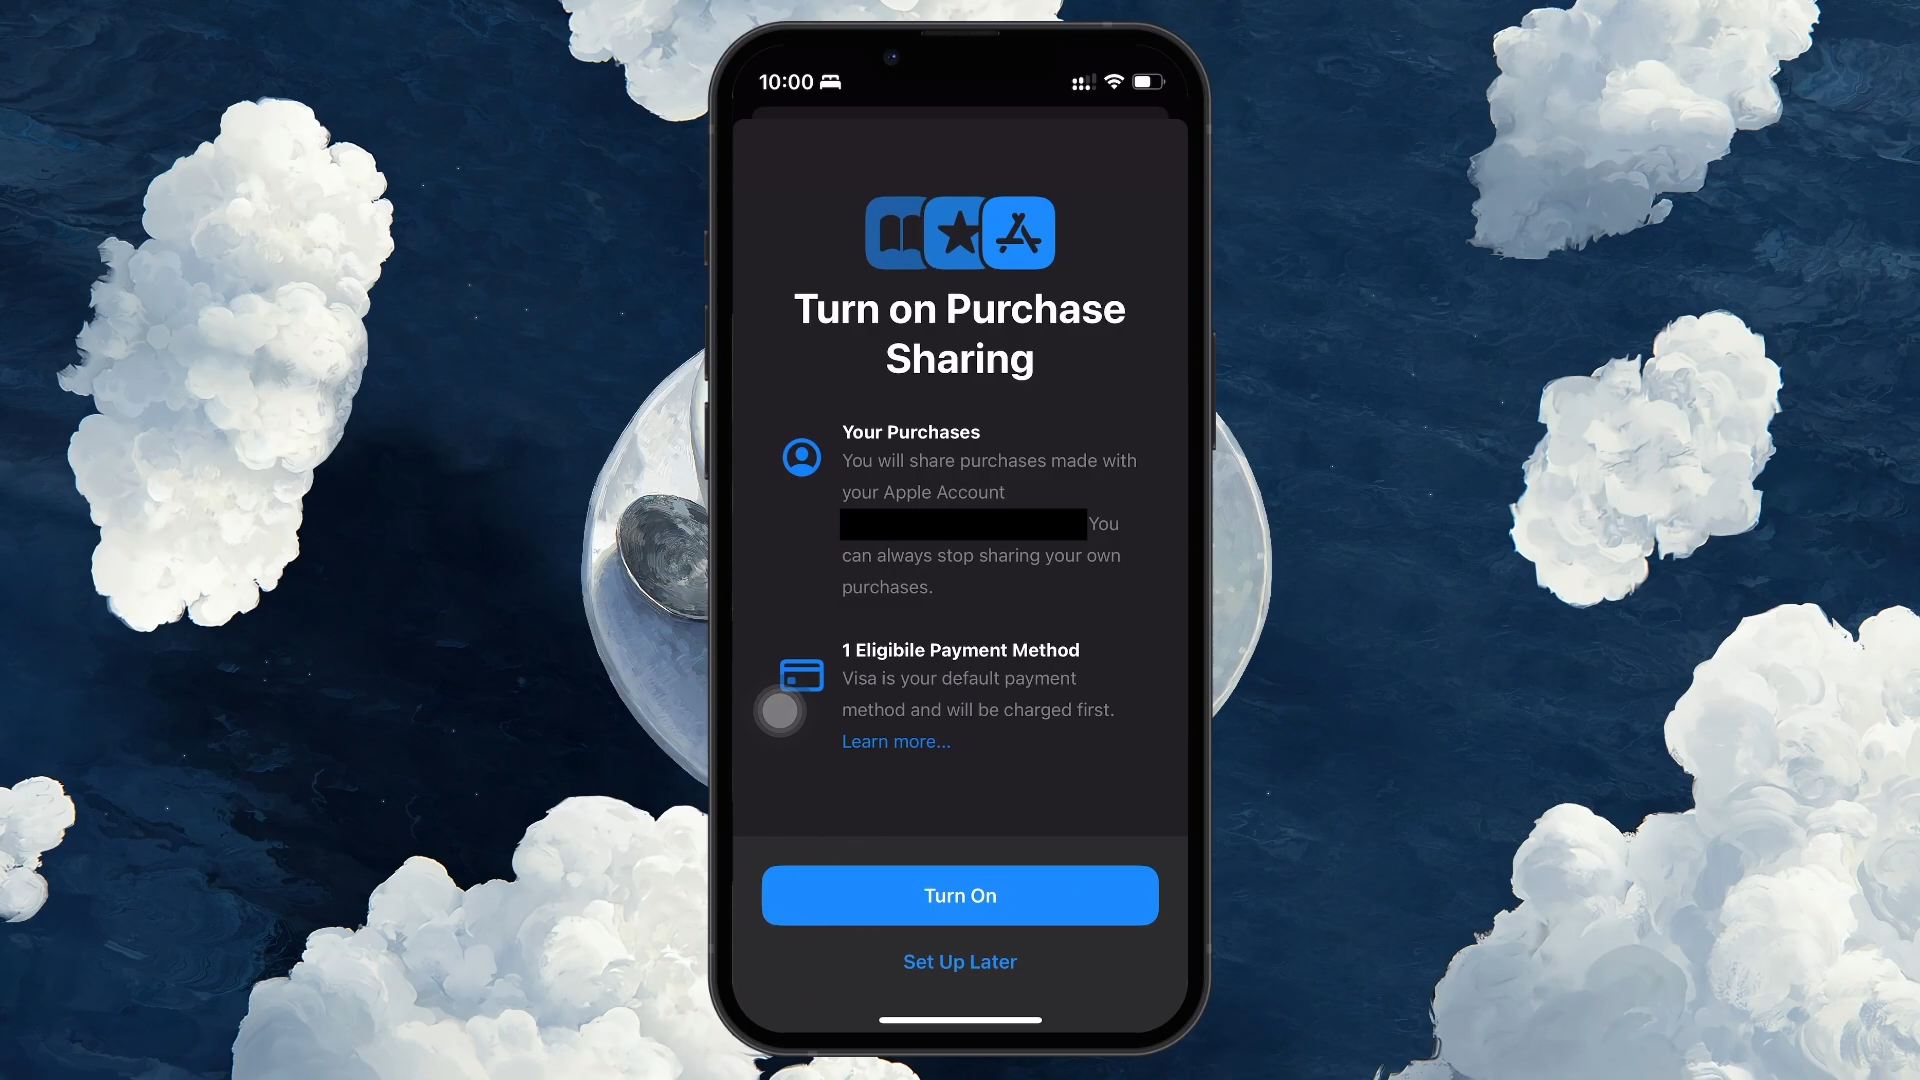 10:00
Turn on Purchase
Sharing
Your Purchases
You will share purchases made with
your Apple Account
You
can always stop sharing your own
purchases.
1 Eligibile Payment Method
Visa is your default payment
method and will be charged first.
Learn more...
Turn On
Set Up Later